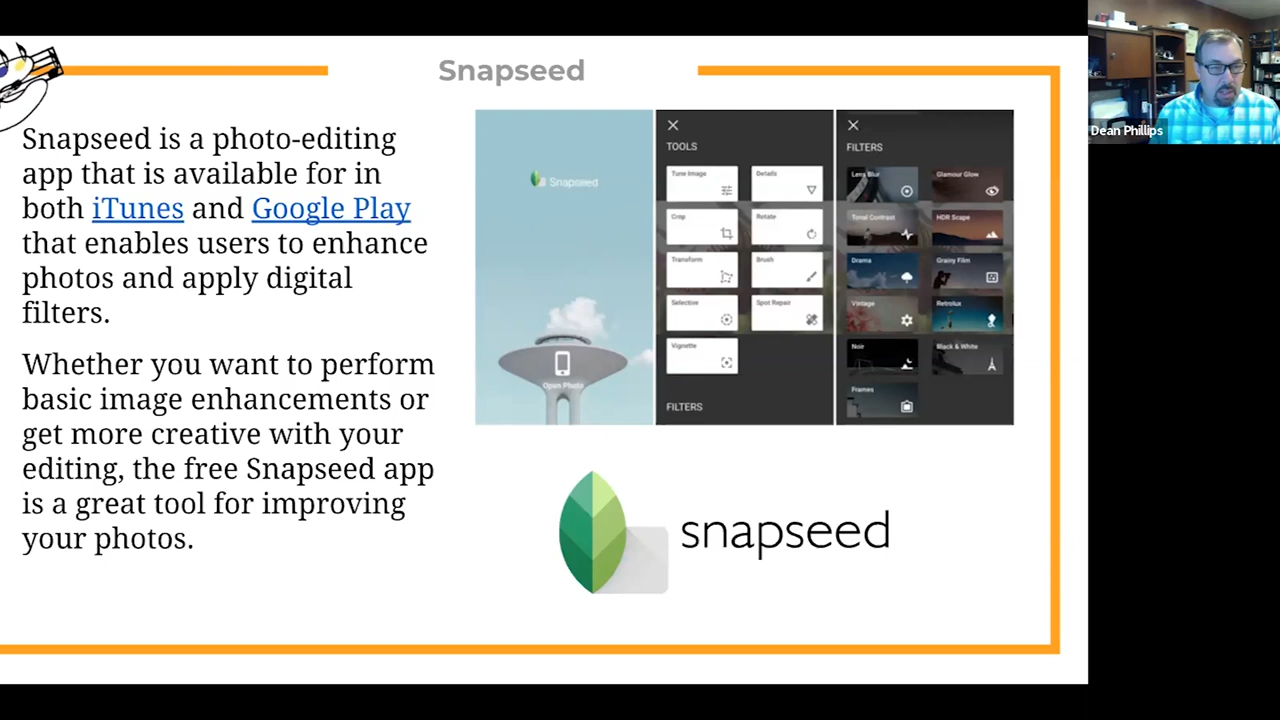 Snapseed
Snapseed is a photo-editing
app that is available for in
both iTunes and Google Play
that enables users to enhance
photos and apply digital
filters.
Whether you want to perform
basic image enhancements or
get more creative with your
editing, the free Snapseed app
is a great tool for improving
your photos.
Snapseed
Open Photo
TOOLS
Tune Image
Details
Crop
Rotate
Transform
Brush
Selective
Spot Repair
Vignette
FILTERS
FILTERS
Lens Blur
Glamour Glow
Tonal Contrast
HDR Scape
Drama
Grainy Film
Vintage
Retrolux
Noir
Black & White
Frames
snapseed
Dean Phillips